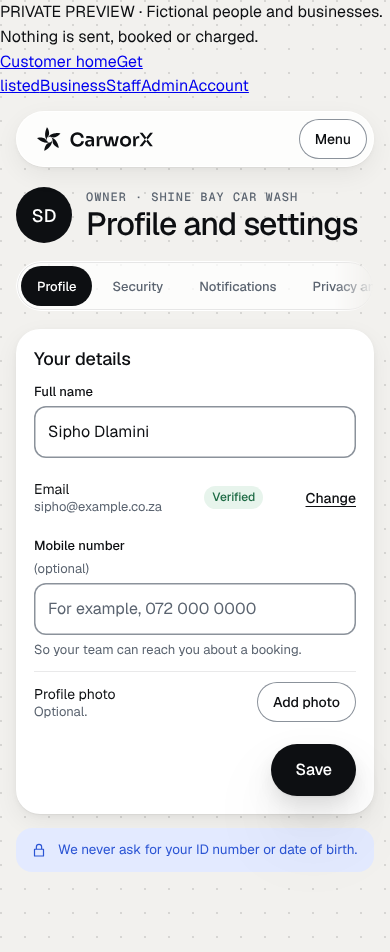 PRIVATE PREVIEW · Fictional people and businesses.
Nothing is sent, booked or charged.
Customer homeGet
listedBusinessStaffAdminAccount
CarworX
Menu
SD
OWNER · SHINE BAY CAR WASH
Profile and settings
Profile
Security
Notifications
Privacy
Your details
Full name
Sipho Dlamini
Email
sipho@example.co.za
Verified
Change
Mobile number
(optional)
For example, 072 000 0000
So your team can reach you about a booking.
Profile photo
Optional.
Add photo
Save
We never ask for your ID number or date of birth.